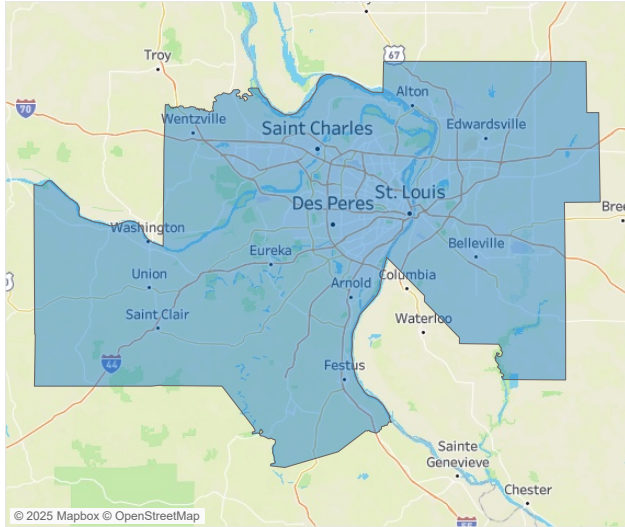 67
Troy
70
Alton
Wentzville
Saint Charles
Edwardsville
St. Louis
Des Peres
Bree
Washington
Eureka
Belleville
Union
Columbia
Arnold
Saint Clair
Waterloo
44
Festus
Sainte
Genevieve
Chester
© 2025 Mapbox © OpenStreetMap